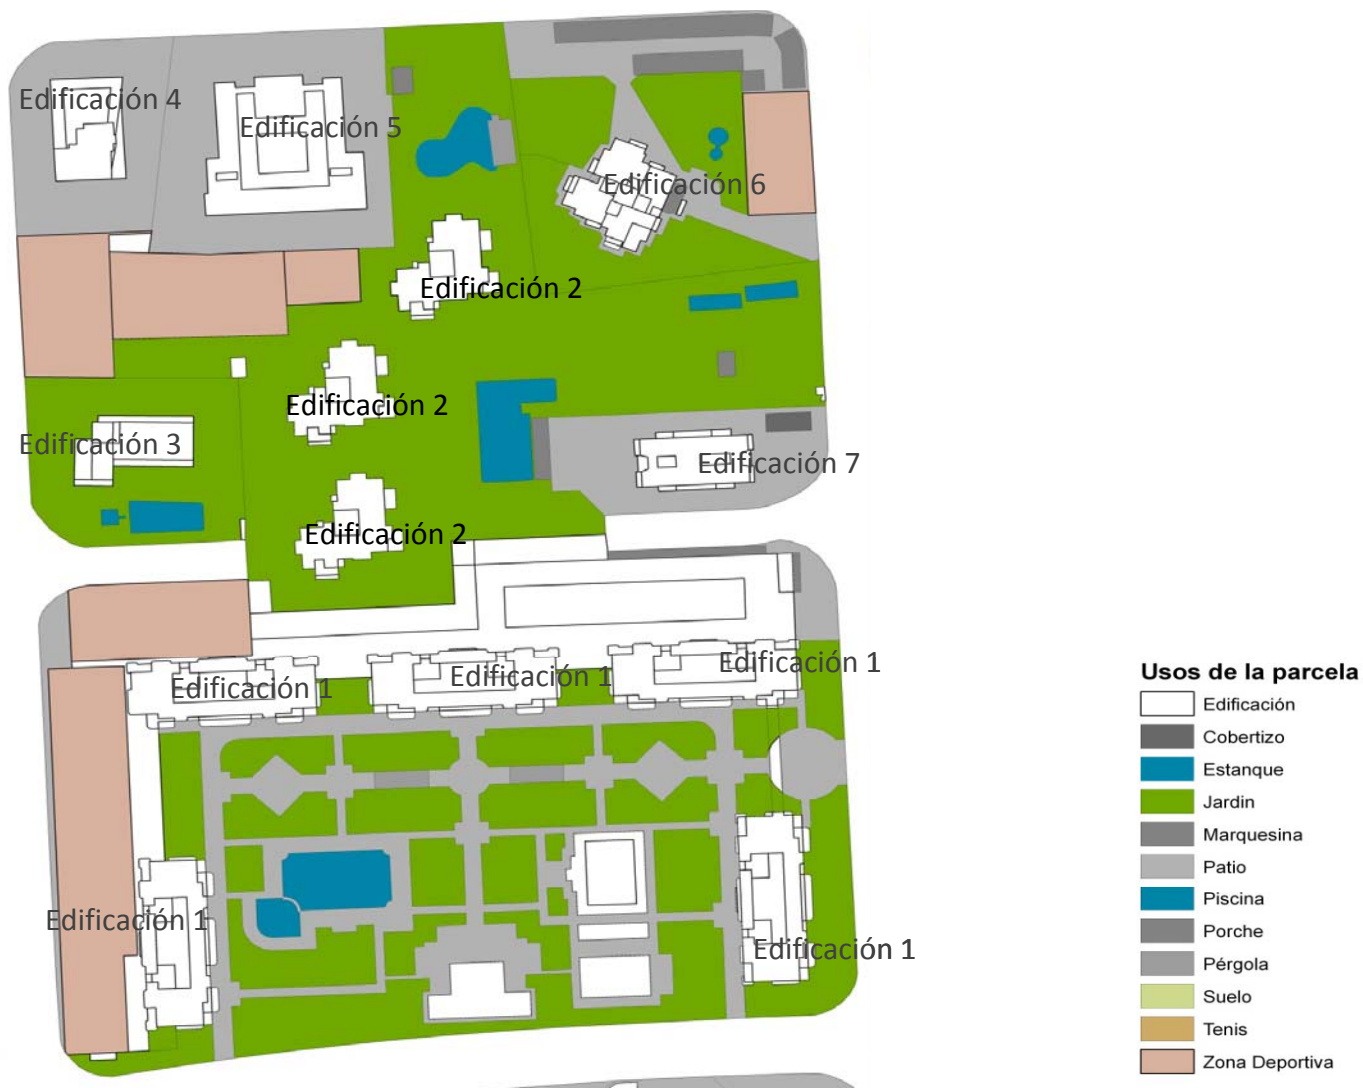 Edificación 4
Edificación 5
Edificación 6
Edificación 2
Edificación 2
Edificación 3
Edificación 7
Edificación 2
Edificación 1
Edificación 1
Edificación 1
Edificación 1
Edificación 1
Usos de la parcela
Edificación
Cobertizo
Estanque
Jardin
Marquesina
Patio
Piscina
Porche
Pérgola
Suelo
Tenis
Zona Deportiva